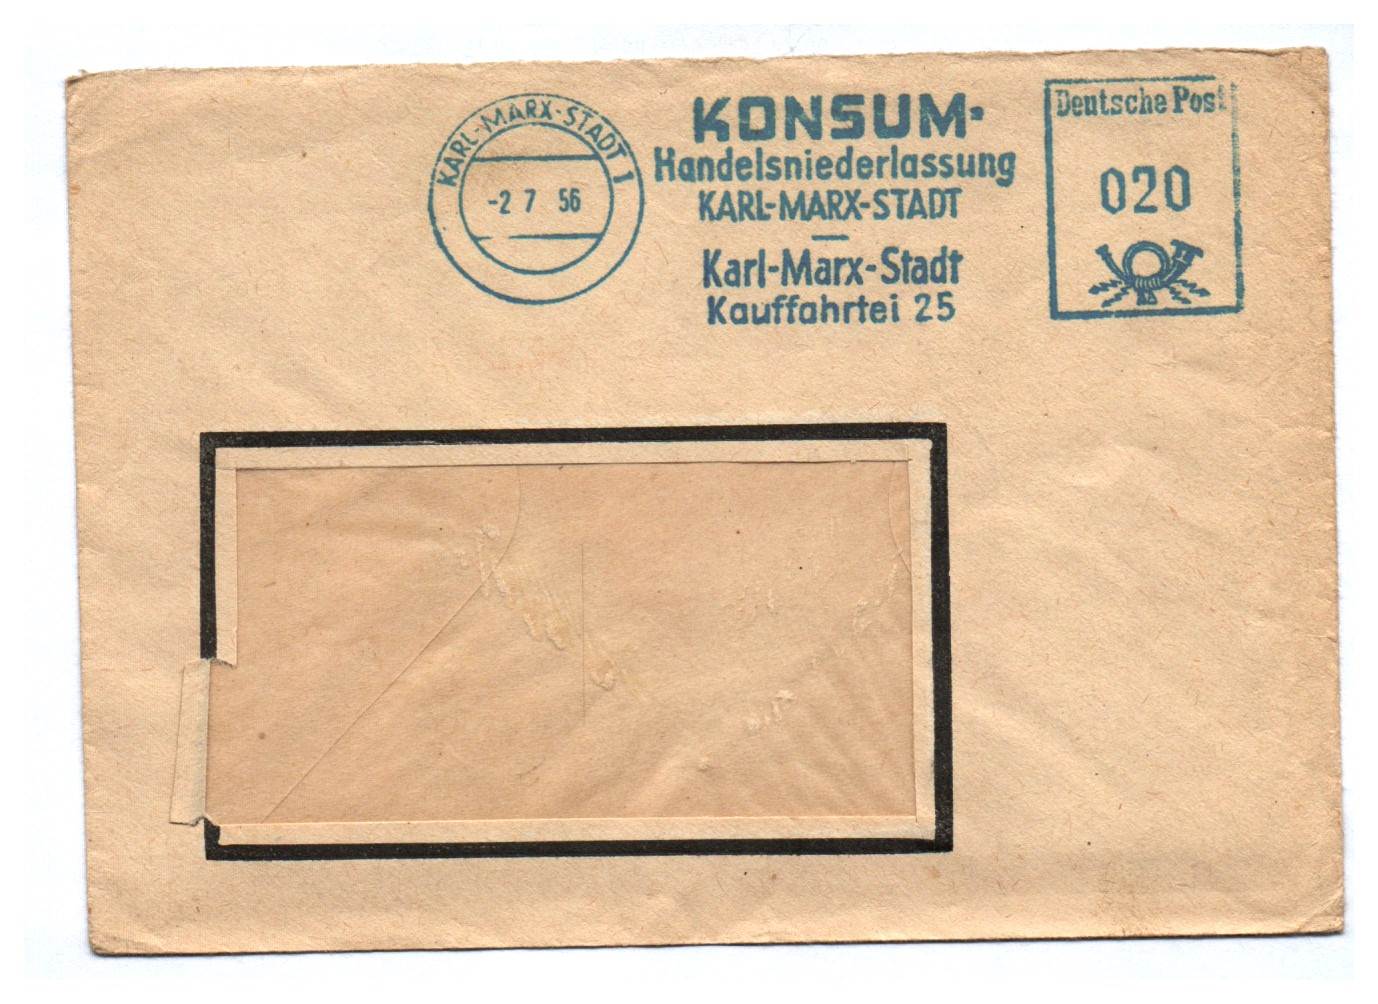 KARL-MARX-STADT 1
-2 7 56
KONSUM-
Handelsniederlassung
KARL-MARX-STADT
—
Karl-Marx-Stadt
Kauffahrtei 25
Deutsche Post
020